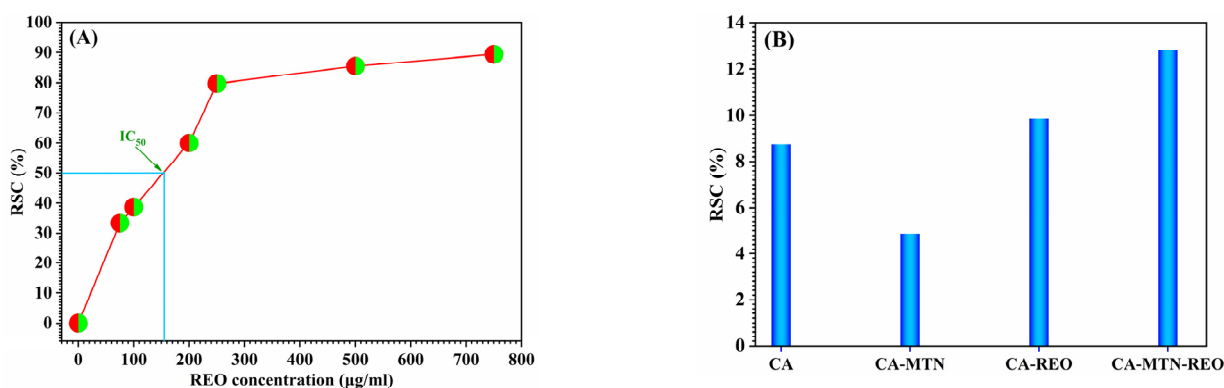 (A)
RSC (%)
100
90
80
70
60
50
40
30
20
10
0
IC50
0 100 200 300 400 500 600 700 800
REO concentration (µg/ml)
(B)
RSC (%)
14
12
10
8
6
4
2
0
CA CA-MTN CA-REO CA-MTN-REO